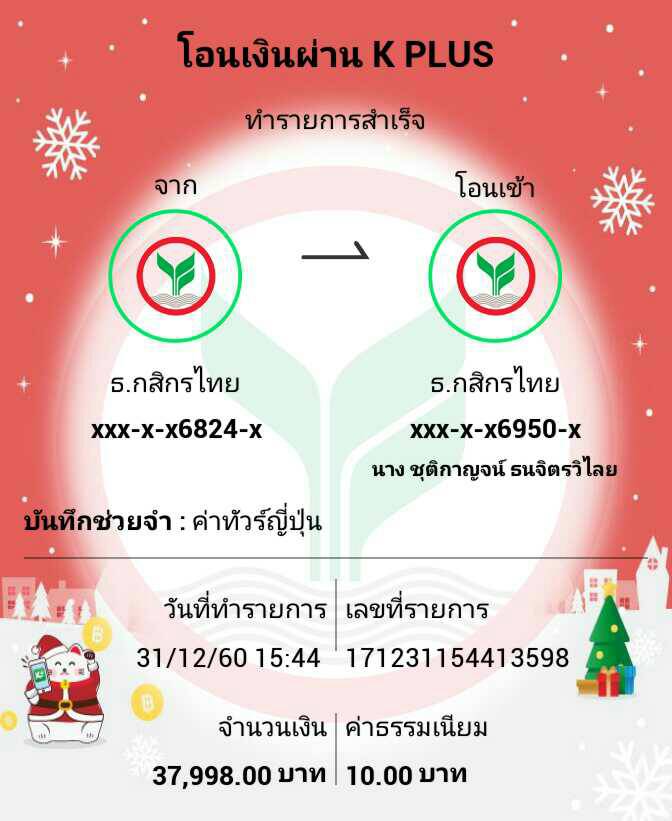 โอนเงินผ่าน K PLUS
ทำรายการสำเร็จ
จาก
โอนเข้า
ธ.กสิกรไทย
xxx-x-x6824-x
ธ.กสิกรไทย
xxx-x-x6950-x
นาง ชุติกาญจน์ ธนจิตรวิไลย
บันทึกช่วยจำ : ค่าทัวร์ญี่ปุ่น
วันที่ทำรายการ
31/12/60 15:44
เลขที่รายการ
171231154413598
จำนวนเงิน
37,998.00 บาท
ค่าธรรมเนียม
10.00 บาท